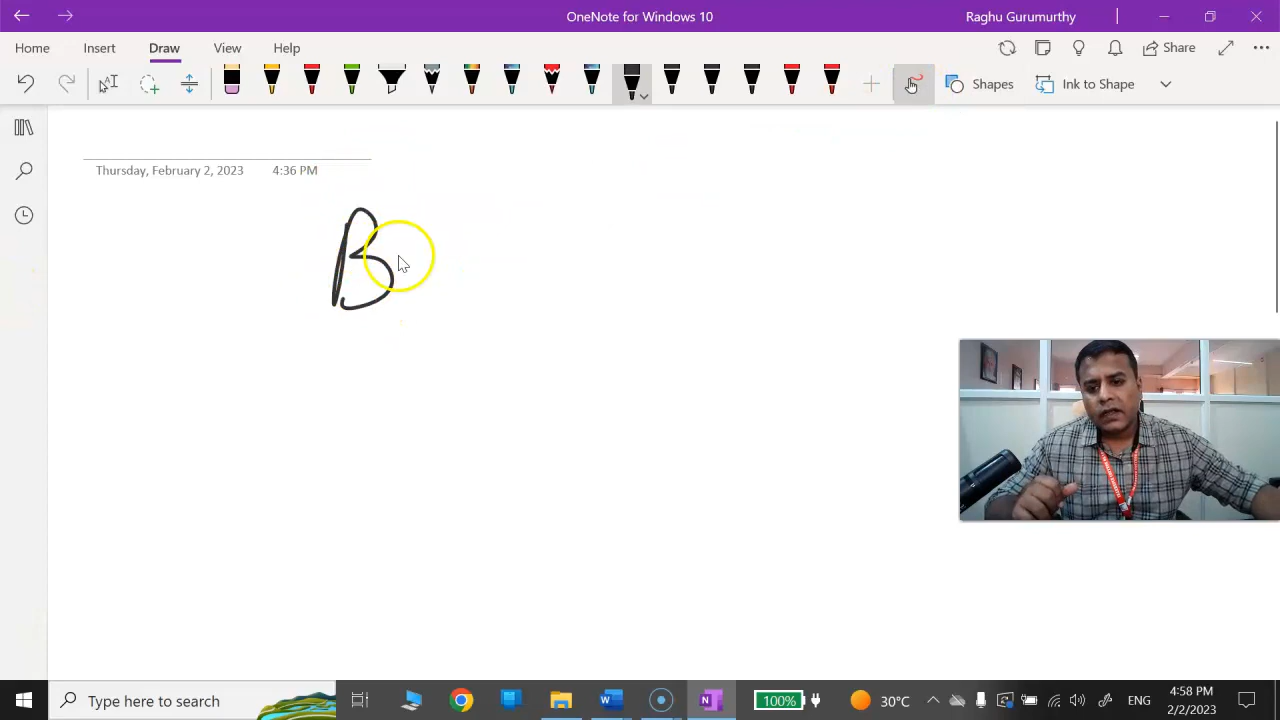 OneNote for Windows 10
Raghu Gurumurthy
Home Insert Draw View Help
Share
Shapes
Ink to Shape
Thursday, February 2, 2023 4:36 PM
B
Type here to search
100%
30°C
ENG
4:58 PM
2/2/2023